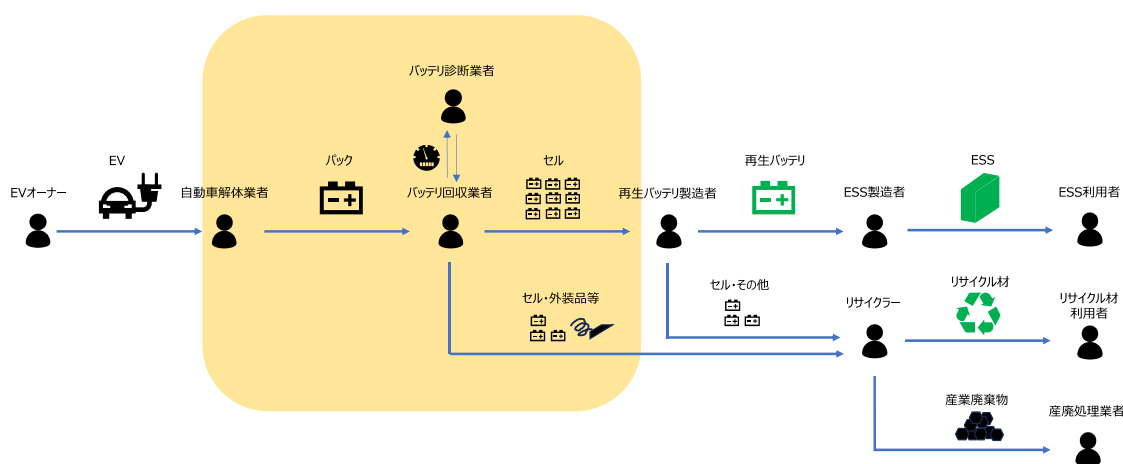 バッテリ診断業者
EV
パック
セル
再生バッテリ
ESS
EVオーナー
自動車解体業者
バッテリ回収業者
再生バッテリ製造者
ESS製造者
ESS利用者
セル・外装品等
セル・その他
リサイクラー
リサイクル材
リサイクル材
利用者
産業廃棄物
産廃処理業者